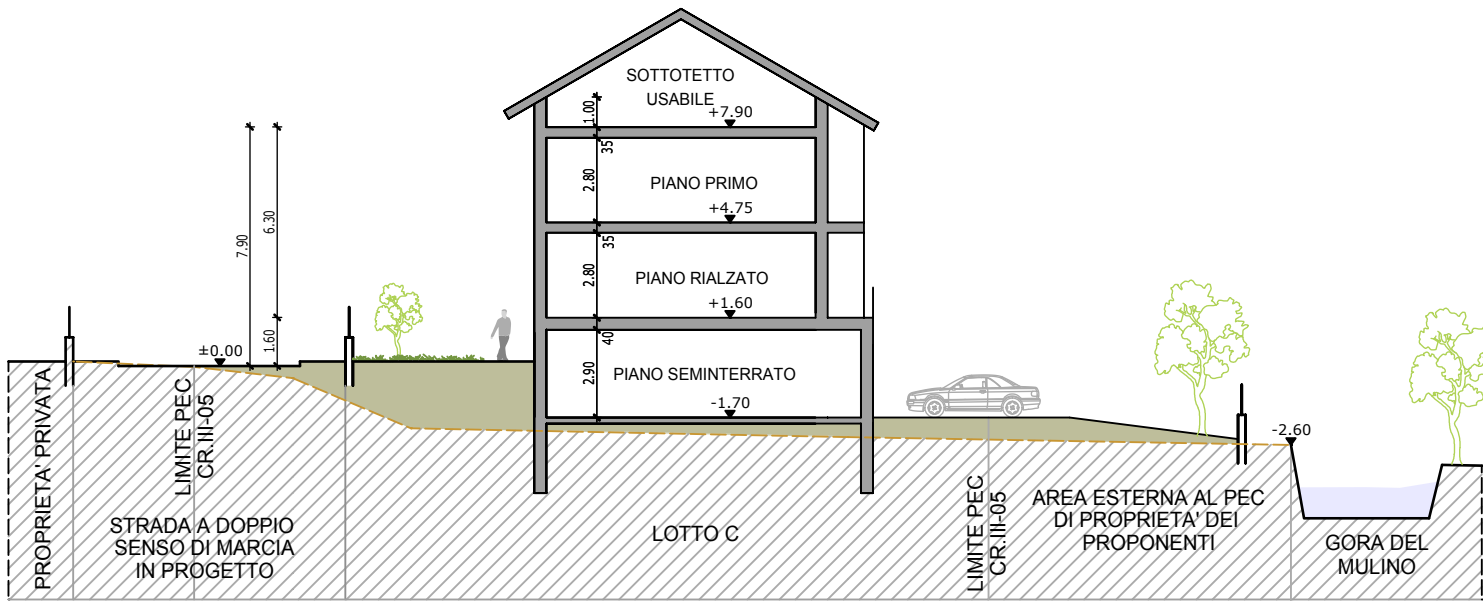 SOTTOTETTO
USABILE
+7.90
1.00
35
PIANO PRIMO
2.80
+4.75
35
PIANO RIALZATO
2.80
+1.60
40
PIANO SEMINTERRATO
2.90
-1.70
7.90
6.30
1.60
±0.00
-2.60
PROPRIETA' PRIVATA
LIMITE PEC
CR.III-05
STRADA A DOPPIO
SENSO DI MARCIA
IN PROGETTO
LOTTO C
LIMITE PEC
CR.III-05
AREA ESTERNA AL PEC
DI PROPRIETA' DEI
PROPONENTI
GORA DEL
MULINO